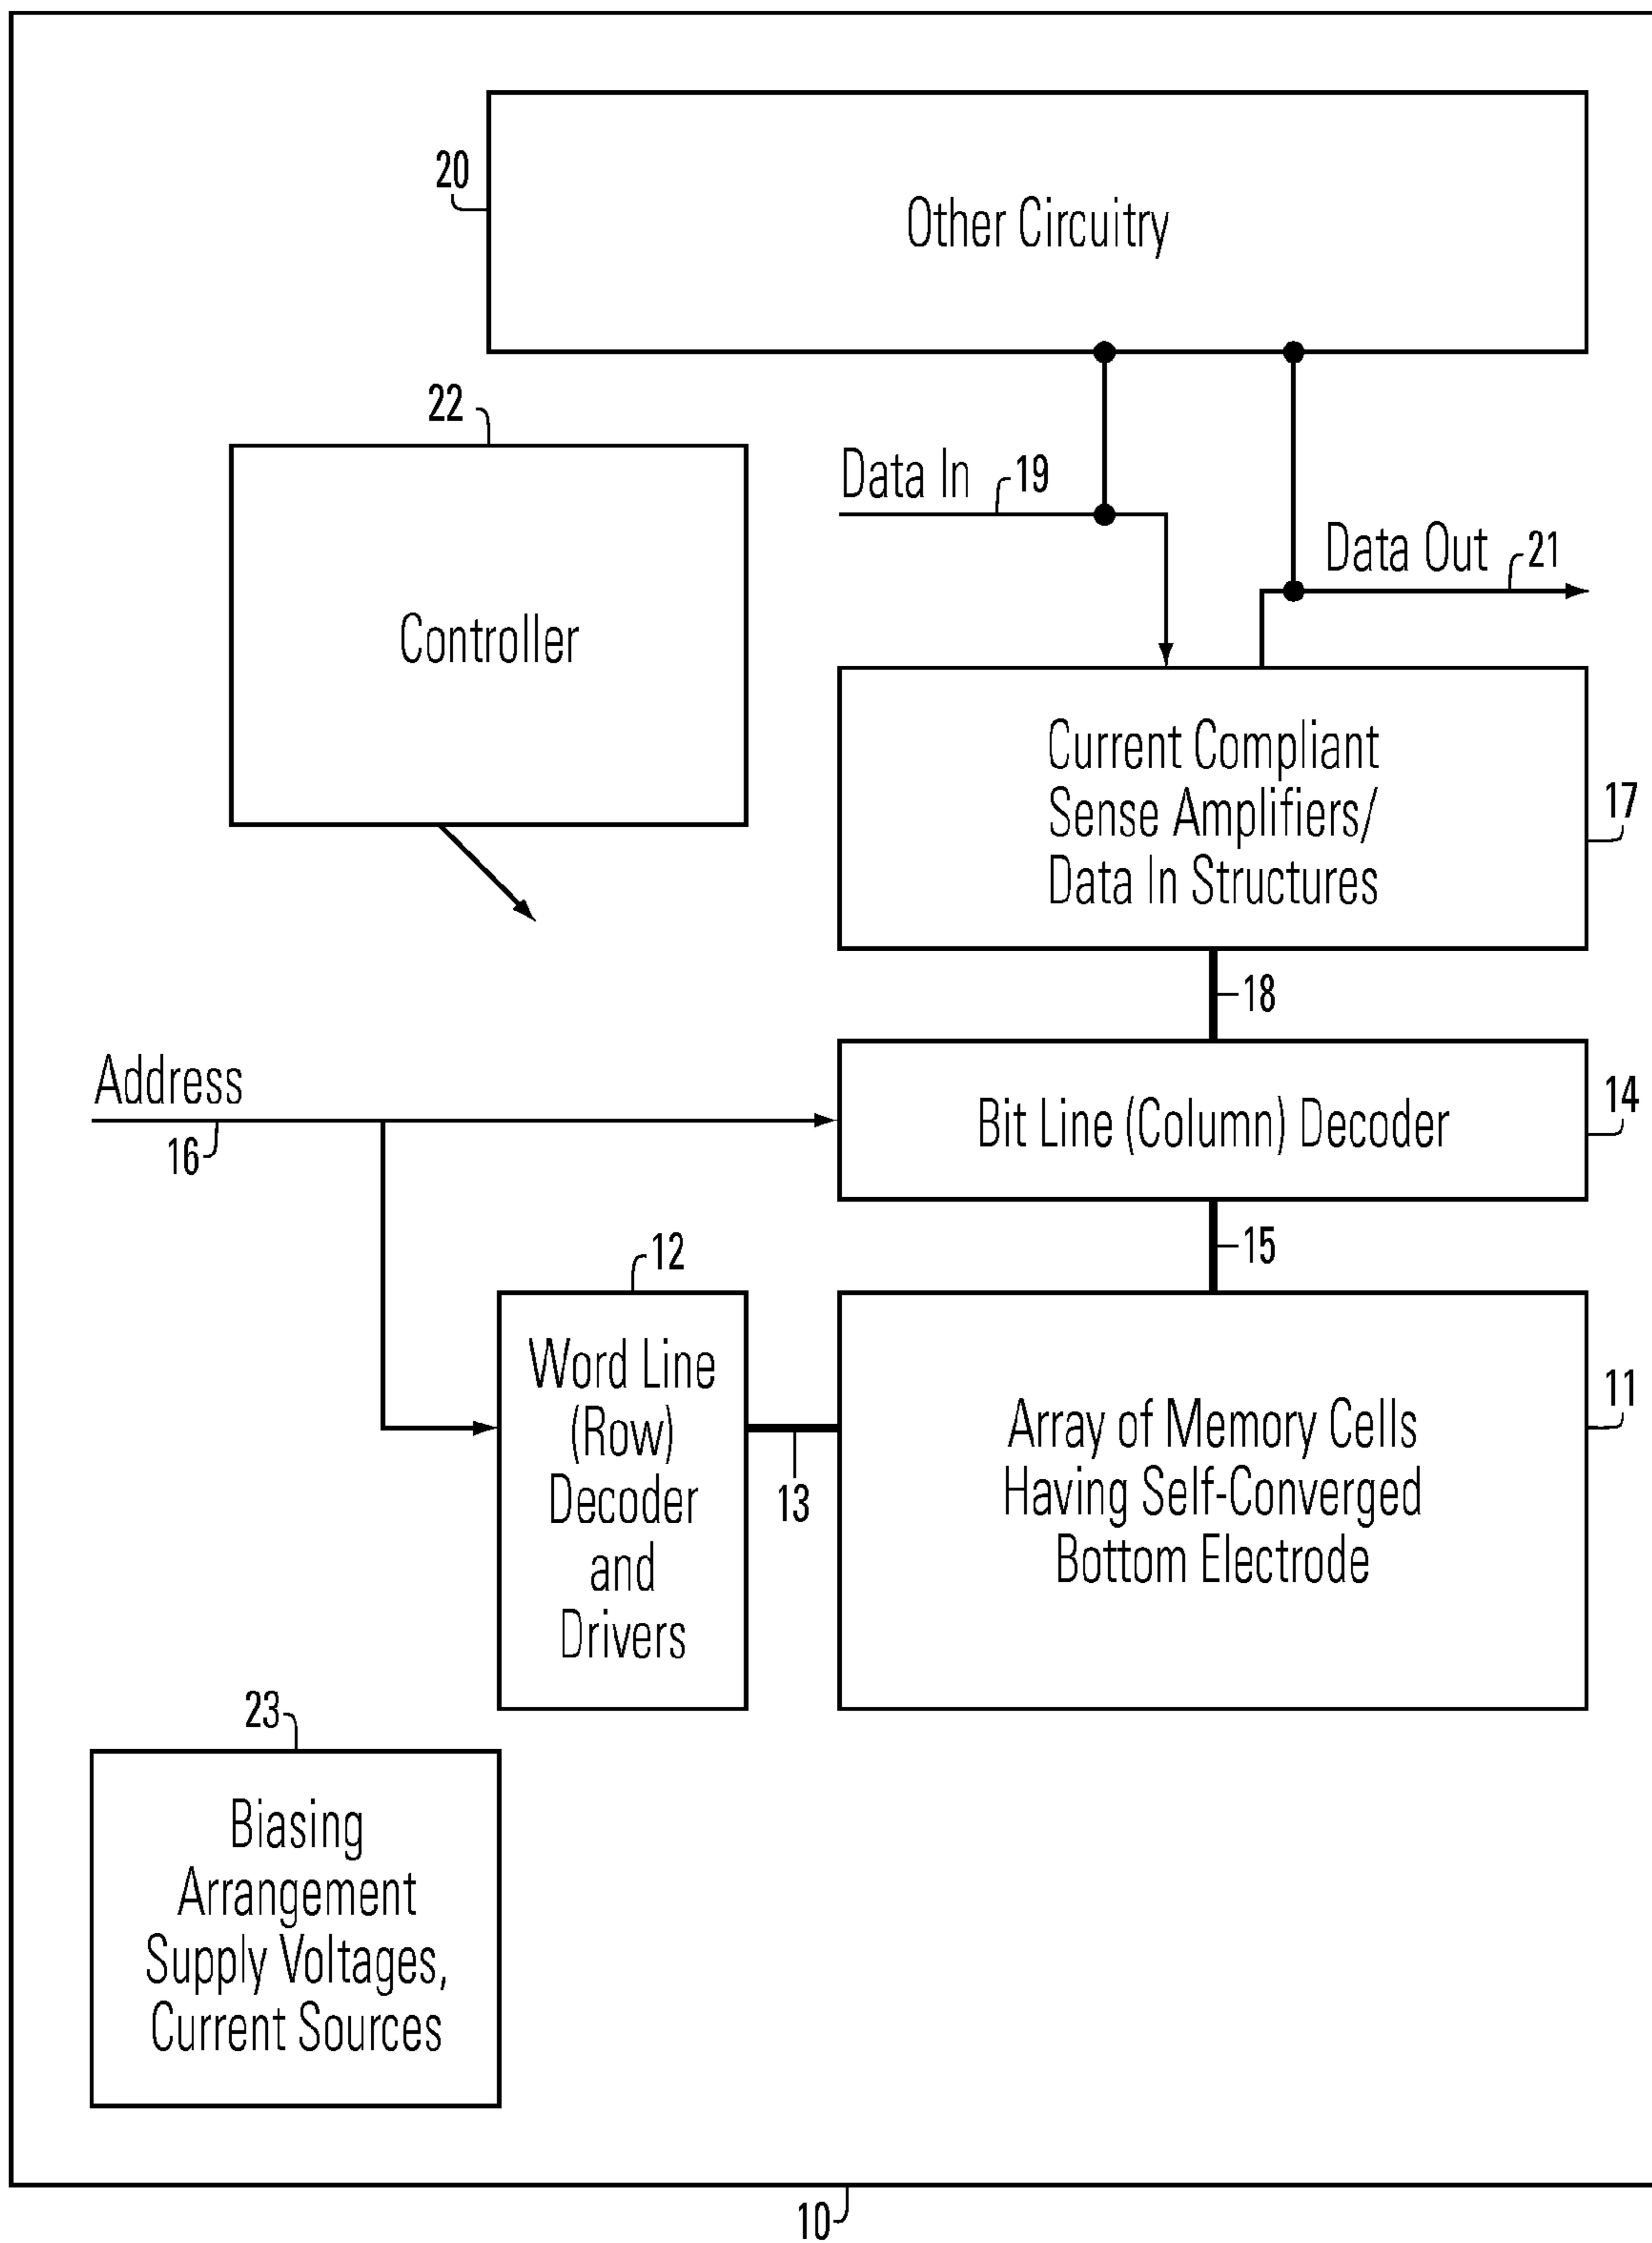 20
Other Circuitry
22
Controller
Data In
19
Data Out
21
Current Compliant
Sense Amplifiers/
Data In Structures
17
18
Address
16
Bit Line (Column) Decoder
14
15
12
Word Line
(Row)
Decoder
and
Drivers
13
Array of Memory Cells
Having Self-Converged
Bottom Electrode
11
23
Biasing
Arrangement
Supply Voltages,
Current Sources
10